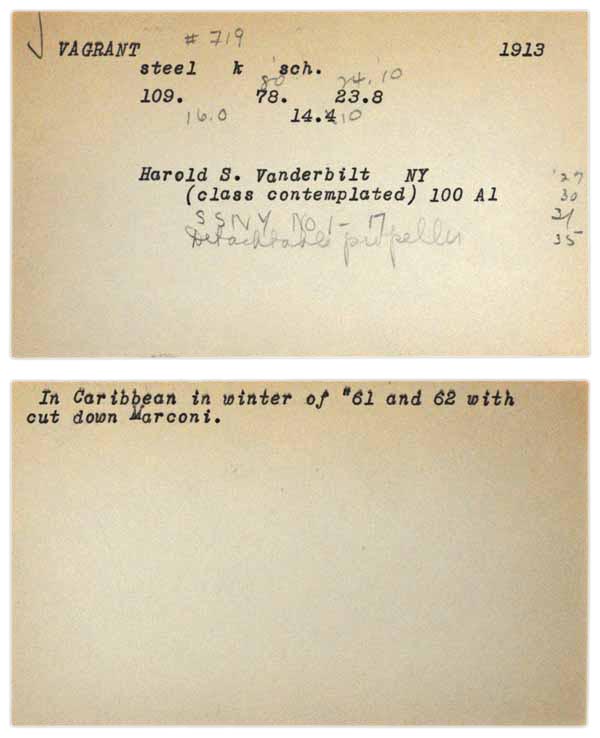 VAGRANT # 719 1913
steel k sch.
80 24.'10
109. 78. 23.8
16.0 14.4 10
Harold S. Vanderbilt NY '27
(class contemplated) 100 A1 30
SSNY No 1-17 31
Detachable propeller 35
In Caribbean in winter of "61 and 62 with
cut down Marconi.